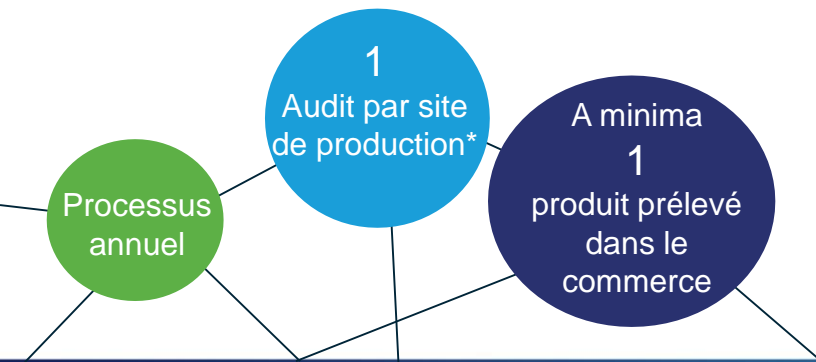 Processus
annuel
1
Audit par site
de production*
A minima
1
produit prélevé
dans le
commerce